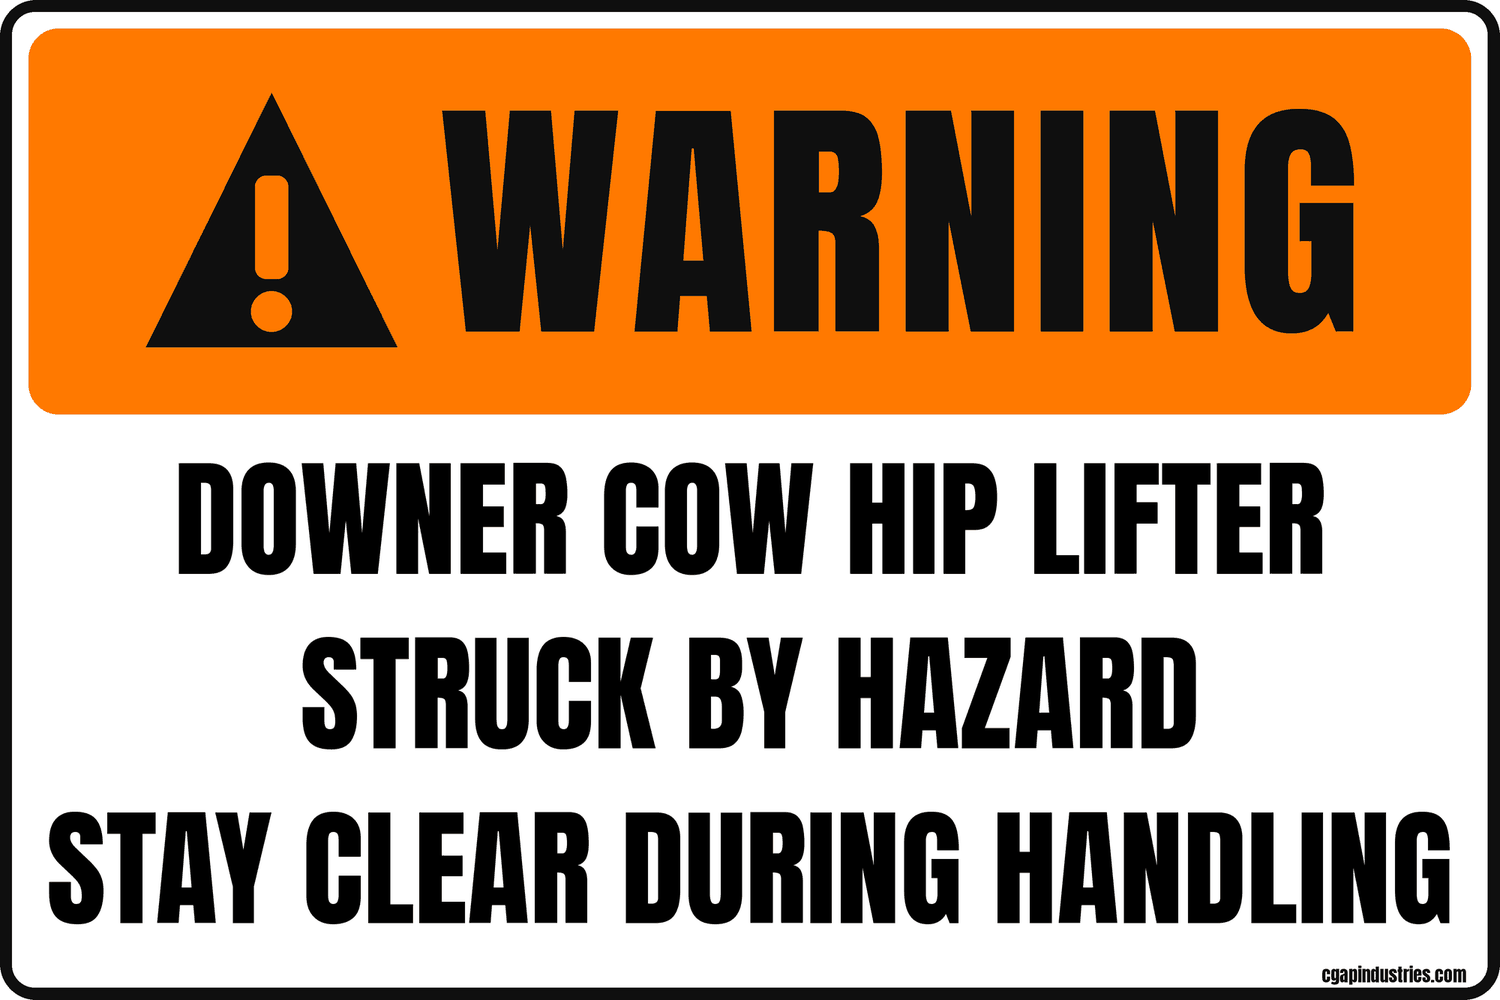 WARNING
DOWNER COW HIP LIFTER
STRUCK BY HAZARD
STAY CLEAR DURING HANDLING
cgapindustries.com